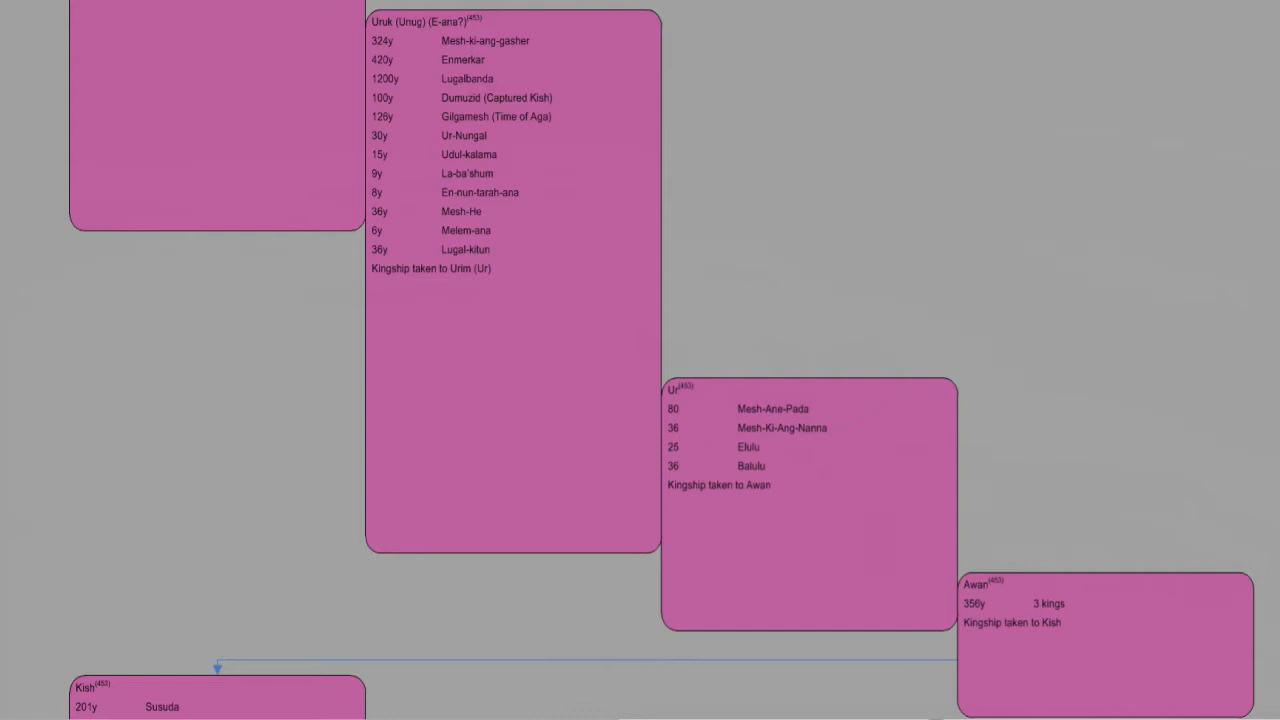 Uruk (Unug) (E-ana?)(453)
324y Mesh-ki-ang-gasher
420y Enmerkar
1200y Lugalbanda
100y Dumuzid (Captured Kish)
126y Gilgamesh (Time of Aga)
30y Ur-Nungal
15y Udul-kalama
9y La-ba'shum
8y En-nun-tarah-ana
36y Mesh-He
6y Melem-ana
36y Lugal-kitun
Kingship taken to Urim (Ur)
Ur(453)
80 Mesh-Ane-Pada
36 Mesh-Ki-Ang-Nanna
25 Elulu
36 Balulu
Kingship taken to Awan
Awan(453)
356y 3 kings
Kingship taken to Kish
Kish(453)
201y Susuda